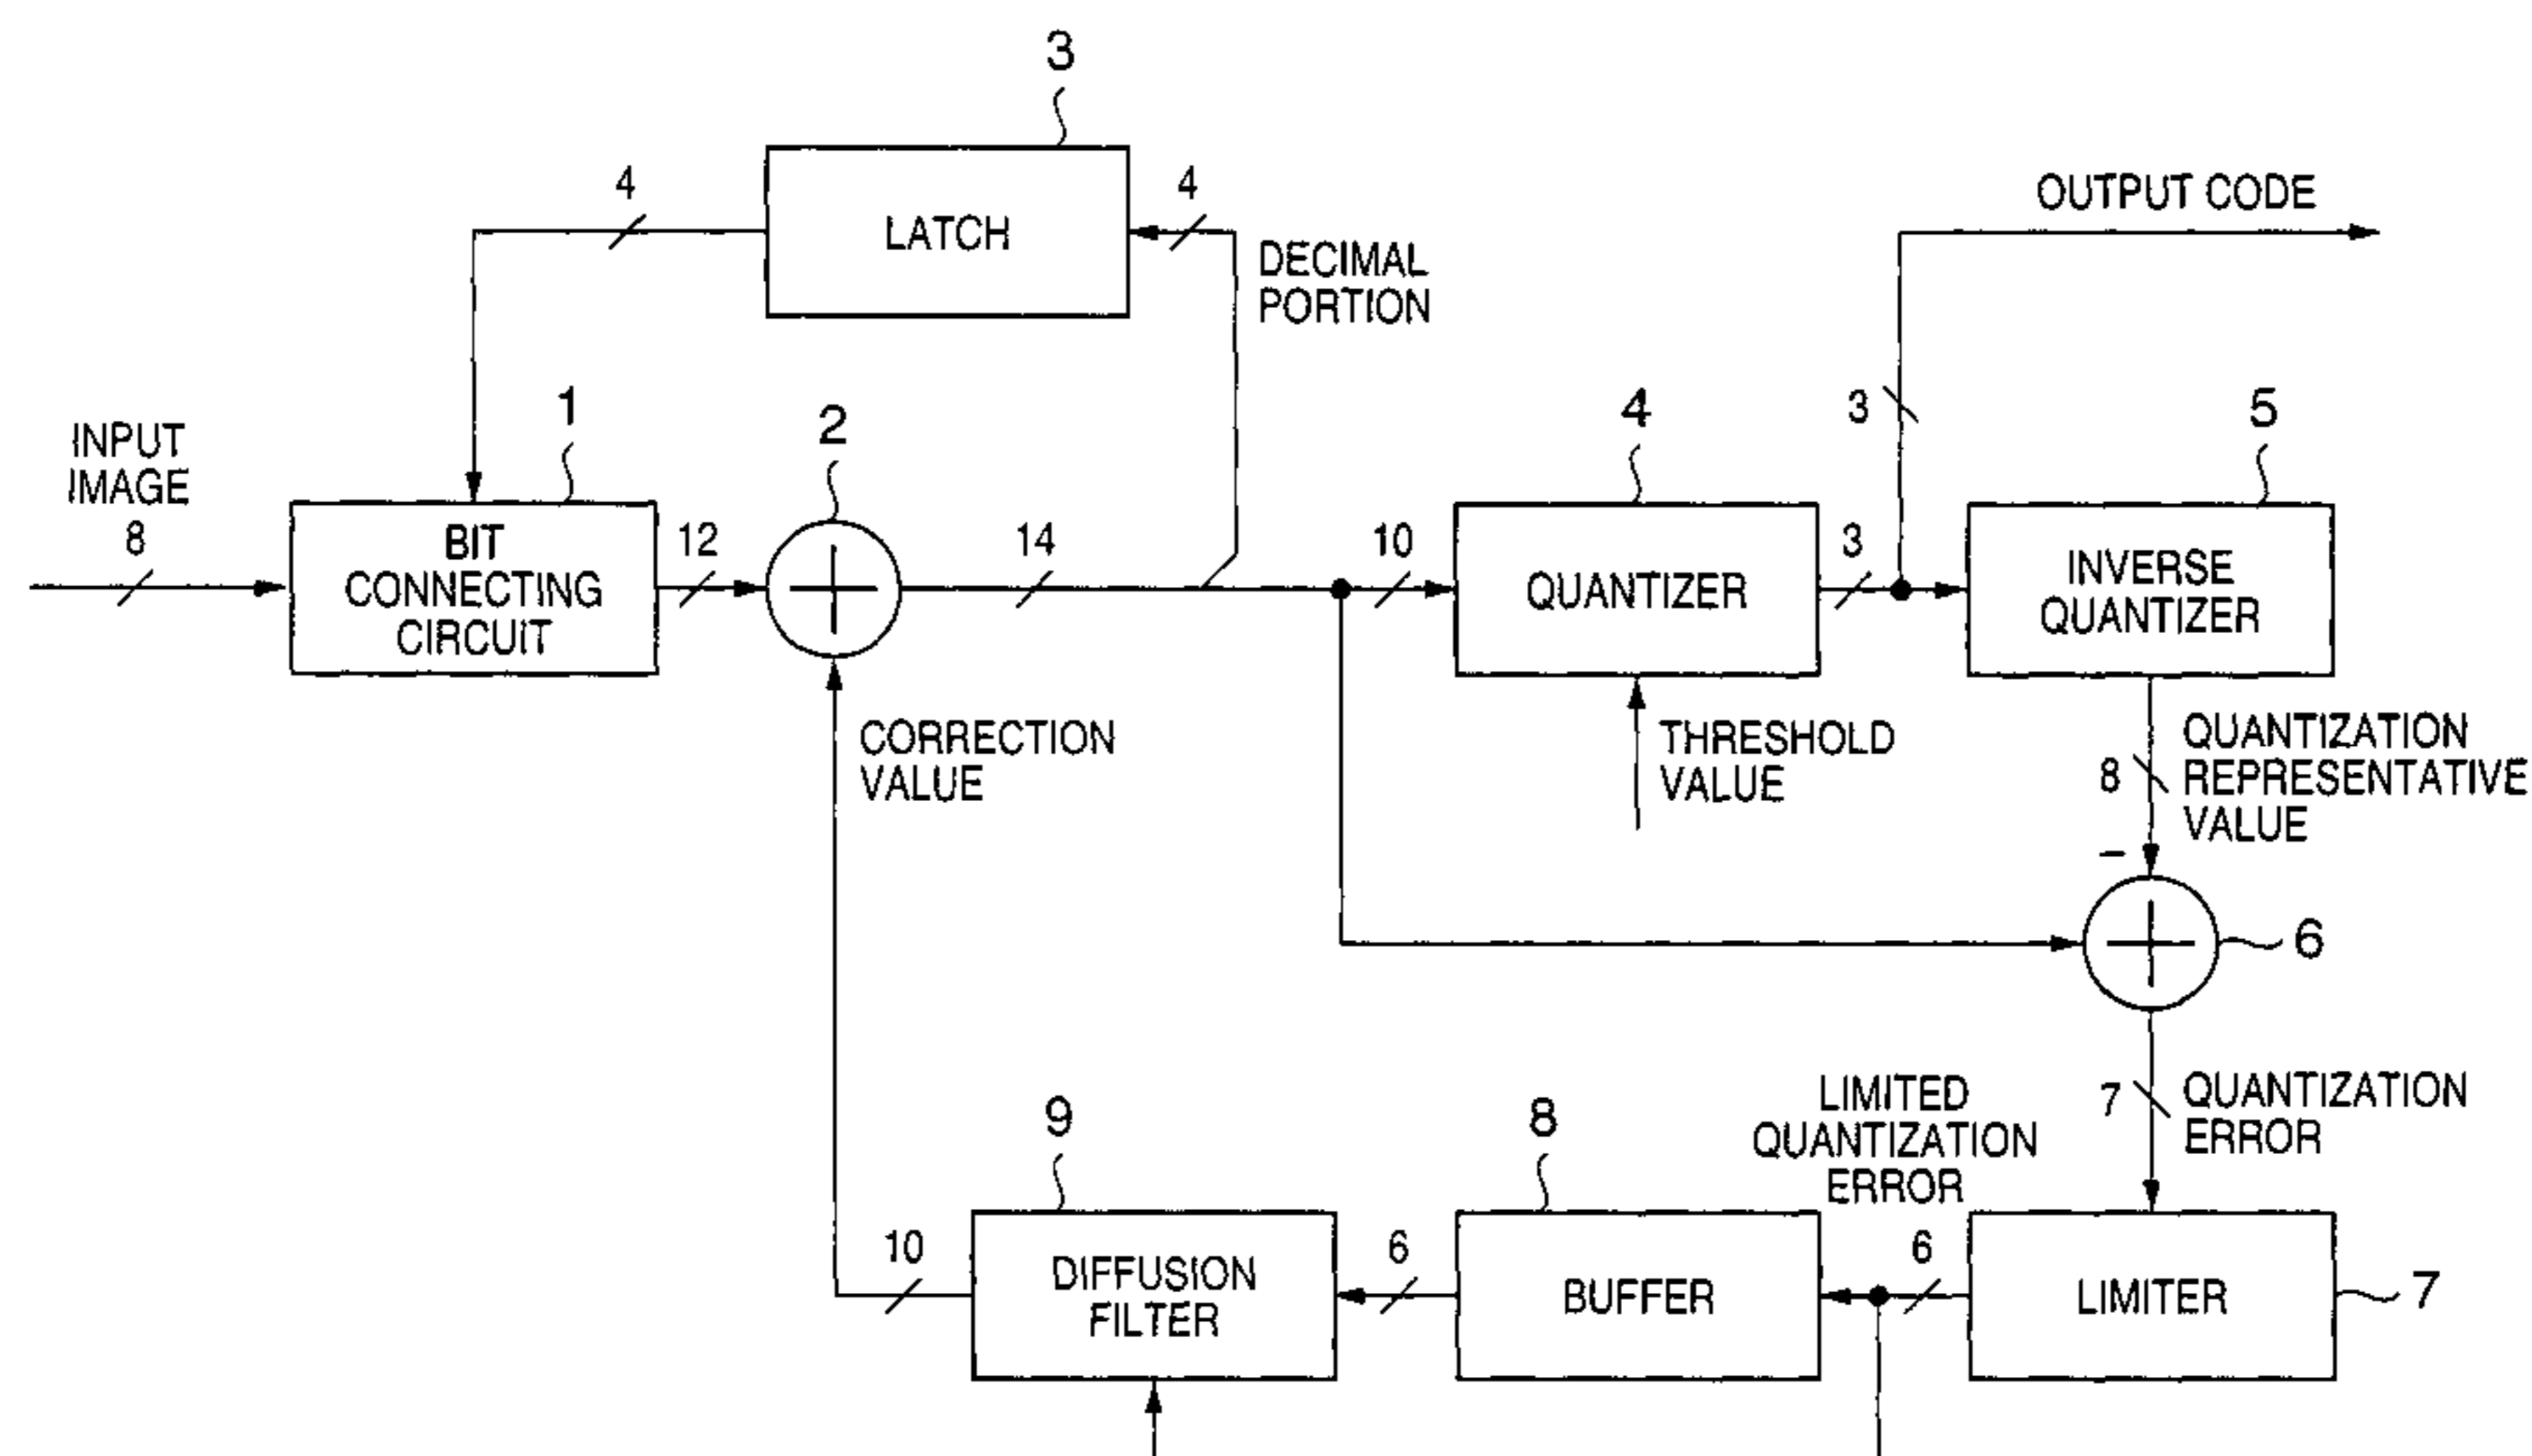 3
4
LATCH
4
DECIMAL
PORTION
OUTPUT CODE
INPUT
IMAGE
8
1
BIT
CONNECTING
CIRCUIT
12
2
14
10
4
QUANTIZER
3
3
5
INVERSE
QUANTIZER
CORRECTION
VALUE
THRESHOLD
VALUE
8
QUANTIZATION
REPRESENTATIVE
VALUE
−
6
7
QUANTIZATION
ERROR
LIMITED
QUANTIZATION
ERROR
9
8
10
DIFFUSION
FILTER
6
BUFFER
6
LIMITER
7